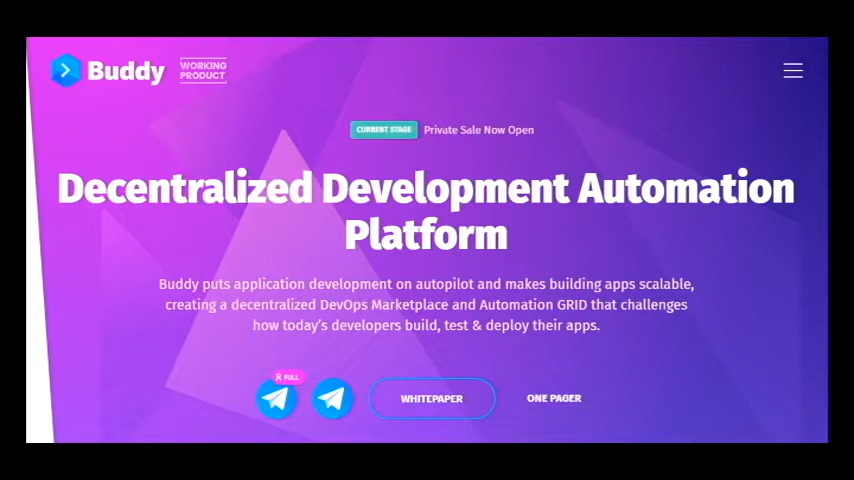 Buddy
WORKING
PRODUCT
CURRENT STAGE Private Sale Now Open
Decentralized Development Automation
Platform
Buddy puts application development on autopilot and makes building apps scalable,
creating a decentralized DevOps Marketplace and Automation GRID that challenges
how today’s developers build, test & deploy their apps.
FULL
WHITEPAPER
ONE PAGER